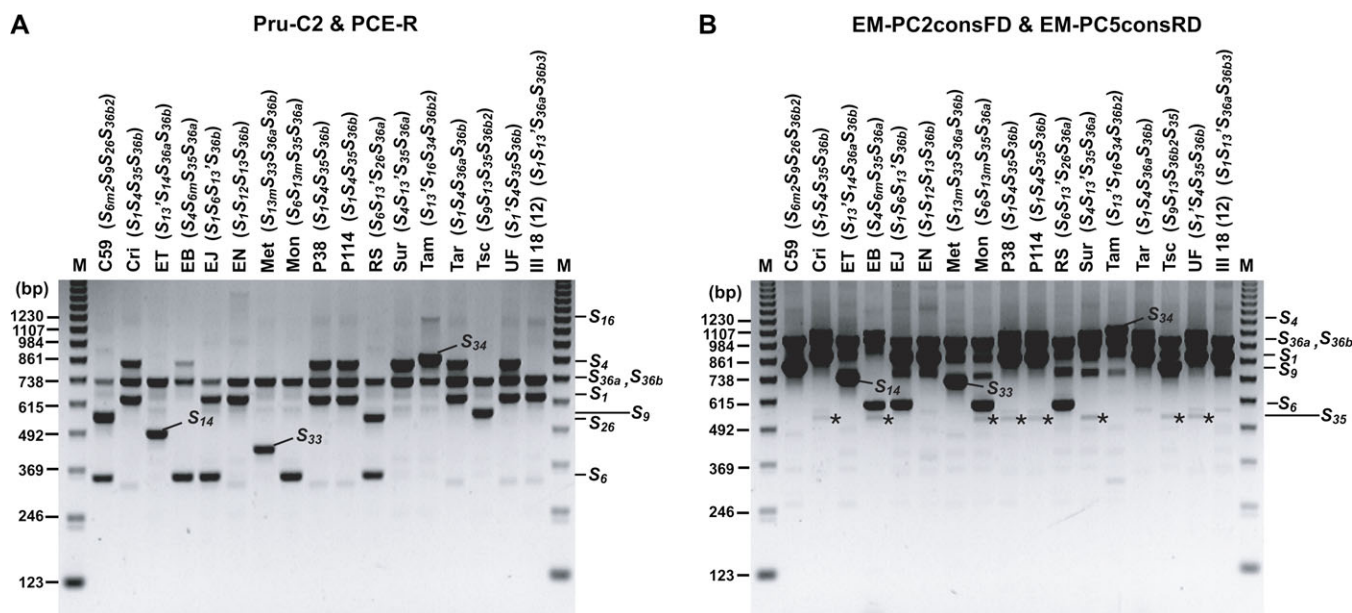 A
Pru-C2 & PCE-R
M
C59 (S6m2S9S26S36b2)
Cri (S1S4S35S36b)
ET (S13'S14S36aS36b)
EB (S4S6mS35S36a)
EJ (S1S6S13'S36b)
EN (S1S12S13S36b)
Met (S13mS33S36aS36b)
Mon (S6S13mS35S36a)
P38 (S1S4S35S36b)
P114 (S1S4S35S36b)
RS (S6S13'S26S36a)
Sur (S4S13'S35S36a)
Tam (S13'S16S34S36b2)
Tar (S1S4S36aS36b)
Tsc (S9S13S35S36b2)
UF (S1'S4S35S36b)
III 18 (12) (S1S13'S36aS36b3)
M
(bp)
1230
1107
984
861
738
615
492
369
246
123
S14
S33
S34
S16
S4
S36a, S36b
S1
S9
S26
S6
B
EM-PC2consFD & EM-PC5consRD
M
C59 (S6m2S9S26S36b2)
Cri (S1S4S35S36b)
ET (S13'S14S36aS36b)
EB (S4S6mS35S36a)
EJ (S1S6S13'S36b)
EN (S1S12S13S36b)
Met (S13mS33S36aS36b)
Mon (S6S13mS35S36a)
P38 (S1S4S35S36b)
P114 (S1S4S35S36b)
RS (S6S13'S26S36a)
Sur (S4S13'S35S36a)
Tam (S13'S16S34S36b2)
Tar (S1S4S36aS36b)
Tsc (S9S13S36b2S35)
UF (S1'S4S35S36b)
III 18 (12) (S1S13'S36aS36b3)
M
(bp)
1230
1107
984
861
738
615
492
369
246
123
S14
S33
S34
* * * * * * * *
S4
S36a, S36b
S1
S9
S6
S35